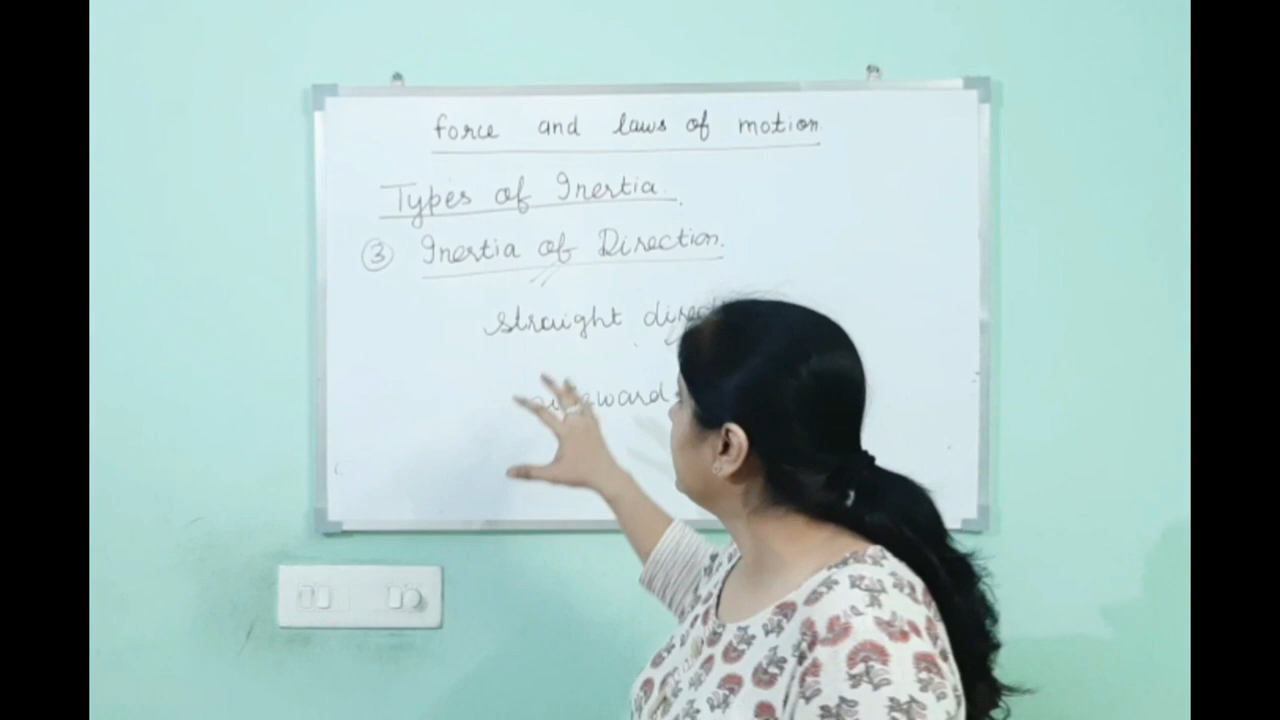 force and laws of motion.
Types of Inertia.
③ Inertia of Direction.
straight